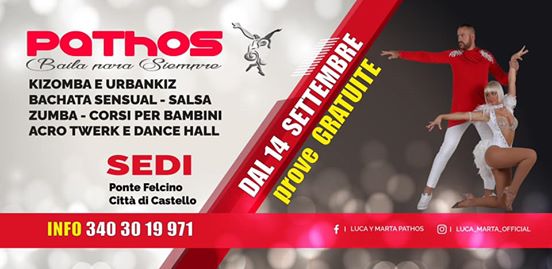 PATHOS
Baila para Siempre
KIZOMBA E URBANKIZ
BACHATA SENSUAL - SALSA
ZUMBA - CORSI PER BAMBINI
ACRO TWERK E DANCE HALL
SEDI
Ponte Felcino
Città di Castello
DAL 14 SETTEMBRE
prove GRATUITE
INFO 340 30 19 971
LUCA Y MARTA PATHOS
LUCA_MARTA_OFFICIAL